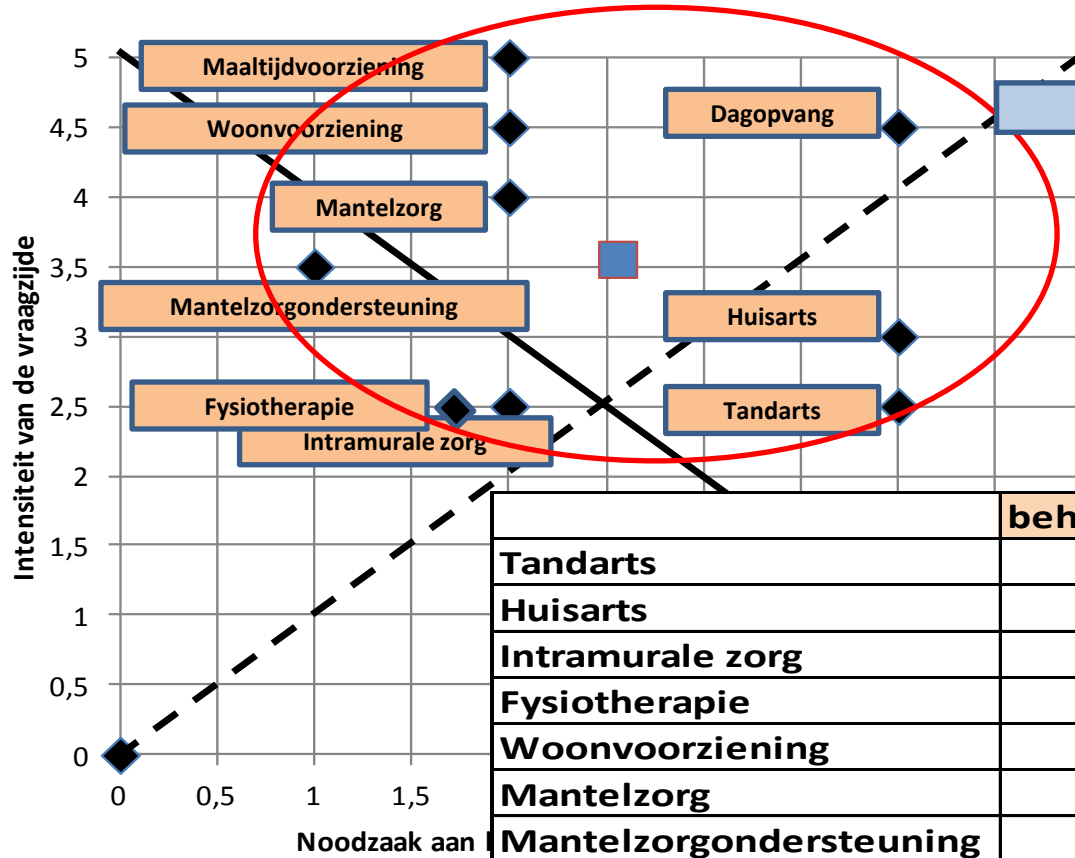 Intensiteit van de vraagzijde
5
4,5
4
3,5
3
2,5
2
1,5
1
0,5
0
Maaltijdvoorziening
Woonvoorziening
Dagopvang
Mantelzorg
Mantelzorgondersteuning
Huisarts
Fysiotherapie
Tandarts
Intramurale zorg
0 0,5 1 1,5
Noodzaak aan
beh
Tandarts
Huisarts
Intramurale zorg
Fysiotherapie
Woonvoorziening
Mantelzorg
Mantelzorgondersteuning